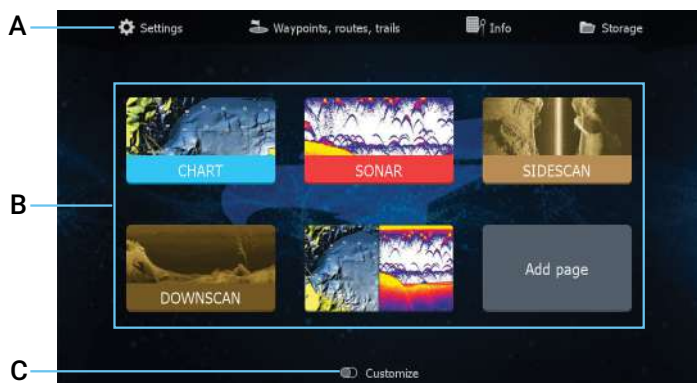 A
Settings
Waypoints, routes, trails
Info
Storage
B
CHART
SONAR
SIDESCAN
DOWNSCAN
Add page
C
Customize